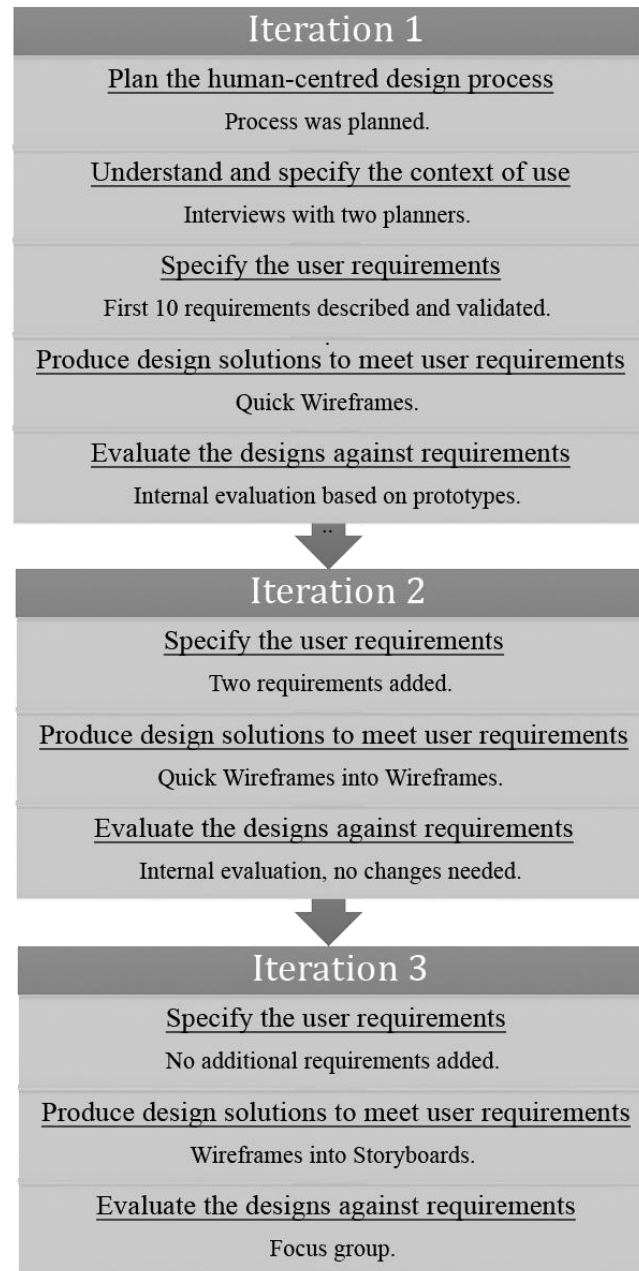 Iteration 1
Plan the human-centred design process
Process was planned.
Understand and specify the context of use
Interviews with two planners.
Specify the user requirements
First 10 requirements described and validated.
.
Produce design solutions to meet user requirements
Quick Wireframes.
Evaluate the designs against requirements
Internal evaluation based on prototypes.
..
Iteration 2
Specify the user requirements
Two requirements added.
Produce design solutions to meet user requirements
Quick Wireframes into Wireframes.
Evaluate the designs against requirements
Internal evaluation, no changes needed.
Iteration 3
Specify the user requirements
No additional requirements added.
Produce design solutions to meet user requirements
Wireframes into Storyboards.
Evaluate the designs against requirements
Focus group.